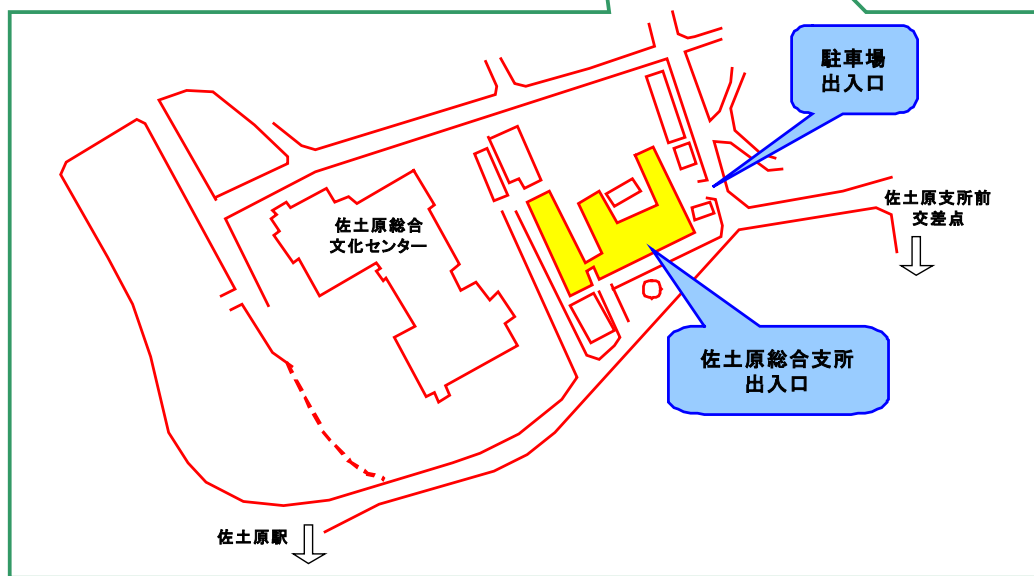 駐車場
出入口
佐土原支所前
交差点
佐土原総合
文化センター
佐土原総合支所
出入口
佐土原駅